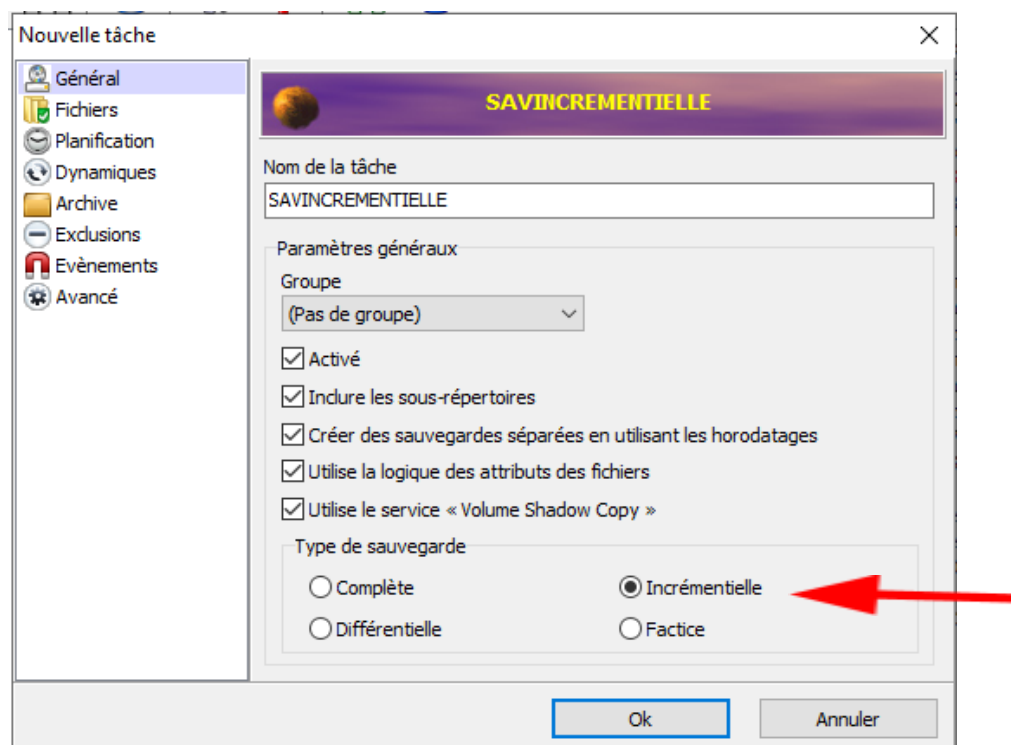 Nouvelle tâche
Général
Fichiers
Planification
Dynamiques
Archive
Exclusions
Evènements
Avancé
SAVINCREMENTIELLE
Nom de la tâche
SAVINCREMENTIELLE
Paramètres généraux
Groupe
(Pas de groupe)
Activé
Inclure les sous-répertoires
Créer des sauvegardes séparées en utilisant les horodatages
Utilise la logique des attributs des fichiers
Utilise le service « Volume Shadow Copy »
Type de sauvegarde
Complète
Incrémentielle
Différentielle
Factice
Ok
Annuler